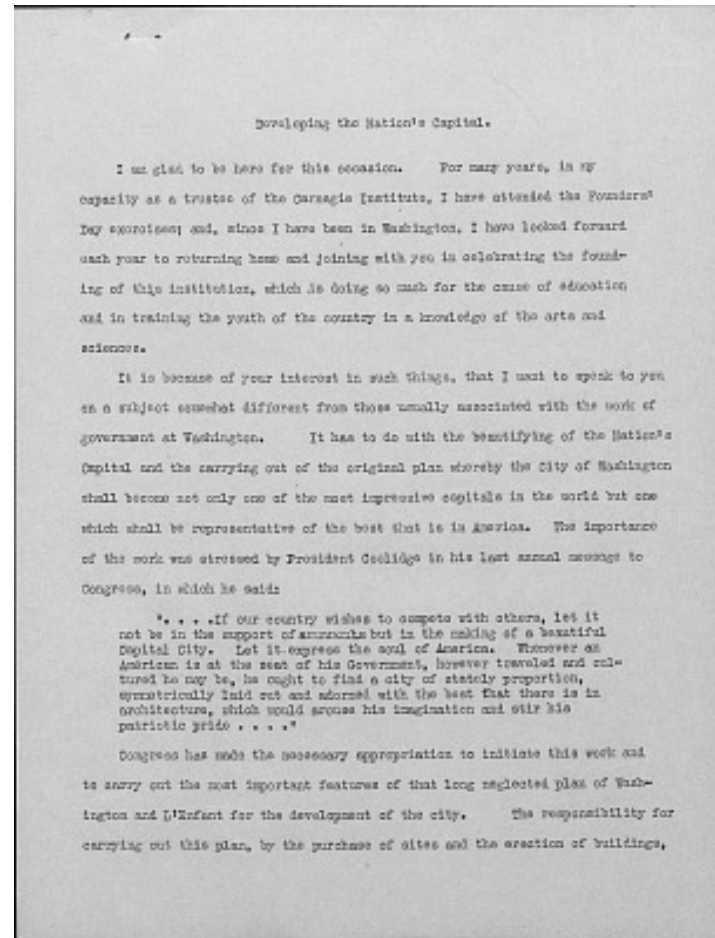 Developing the Nation's Capital.
I am glad to be here for this occasion. For many years, in my
capacity as a trustee of the Carnegie Institute, I have attended the Founders'
Day exercises; and, since I have been in Washington, I have looked forward
each year to returning home and joining with you in celebrating the found-
ing of this institution, which is doing so much for the cause of education
and in training the youth of the country in a knowledge of the arts and
sciences.
It is because of your interest in such things, that I want to speak to you
on a subject somewhat different from those usually associated with the work of
government at Washington. It has to do with the beautifying of the Nation's
Capital and the carrying out of the original plan whereby the City of Washington
shall become not only one of the most impressive capitals in the world but one
which shall be representative of the best that is in America. The importance
of the work was stressed by President Coolidge in his last annual message to
Congress, in which he said:
". . . .If our country wishes to compete with others, let it
not be in the support of armaments but in the making of a beautiful
Capital City. Let it express the soul of America. Whenever an
American is at the seat of his Government, however traveled and cul-
tured he may be, he ought to find a city of stately proportion,
symmetrically laid out and adorned with the best that there is in
architecture, which would arouse his imagination and stir his
patriotic pride . . . ."
Congress has made the necessary appropriation to initiate this work and
to carry out the most important features of that long neglected plan of Wash-
ington and L'Enfant for the development of the city. The responsibility for
carrying out this plan, by the purchase of sites and the erection of buildings,